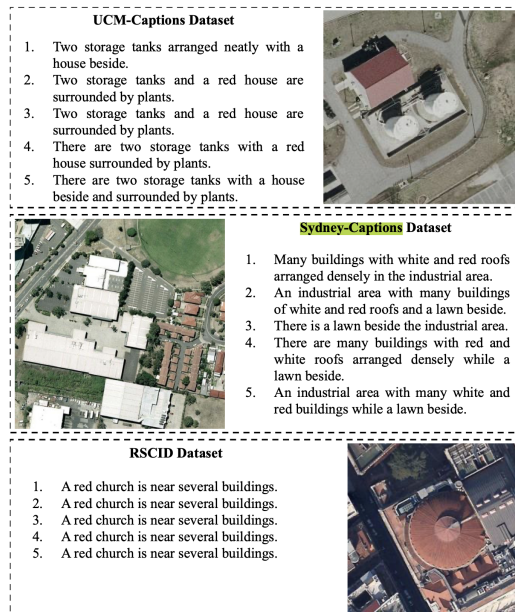 UCM-Captions Dataset
1. Two storage tanks arranged neatly with a
house beside.
2. Two storage tanks and a red house are
surrounded by plants.
3. Two storage tanks and a red house are
surrounded by plants.
4. There are two storage tanks with a red
house surrounded by plants.
5. There are two storage tanks with a house
beside and surrounded by plants.
Sydney-Captions Dataset
1. Many buildings with white and red roofs
arranged densely in the industrial area.
2. An industrial area with many buildings
of white and red roofs and a lawn beside.
3. There is a lawn beside the industrial area.
4. There are many buildings with red and
white roofs arranged densely while a
lawn beside.
5. An industrial area with many white and
red buildings while a lawn beside.
RSCID Dataset
1. A red church is near several buildings.
2. A red church is near several buildings.
3. A red church is near several buildings.
4. A red church is near several buildings.
5. A red church is near several buildings.